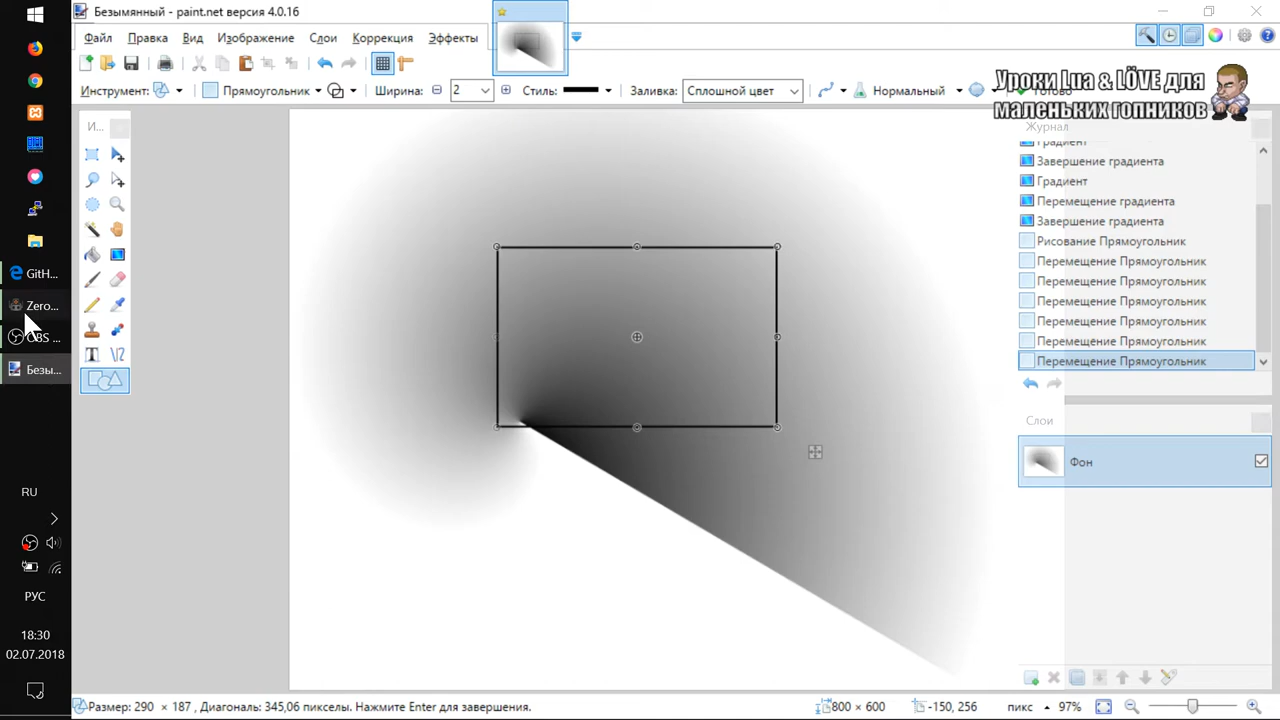 Безымянный - paint.net версия 4.0.16
Файл Правка Вид Изображение Слои Коррекция Эффекты
Уроки Lua & LÖVE для
маленьких гопников
Инструмент: Прямоугольник Ширина: 2 Стиль: Заливка: Сплошной цвет Нормальный
И...
Журнал
Градиент
Завершение градиента
Градиент
Перемещение градиента
Завершение градиента
Рисование Прямоугольник
Перемещение Прямоугольник
Перемещение Прямоугольник
Перемещение Прямоугольник
Перемещение Прямоугольник
Перемещение Прямоугольник
Перемещение Прямоугольник
Слои
Фон
GitH...
Zero...
OBS ...
Безы...
RU
РУС
18:30
02.07.2018
Размер: 290 × 187, Диагональ: 345,06 пикселы. Нажмите Enter для завершения.
800 × 600
-150, 256
пикс
97%